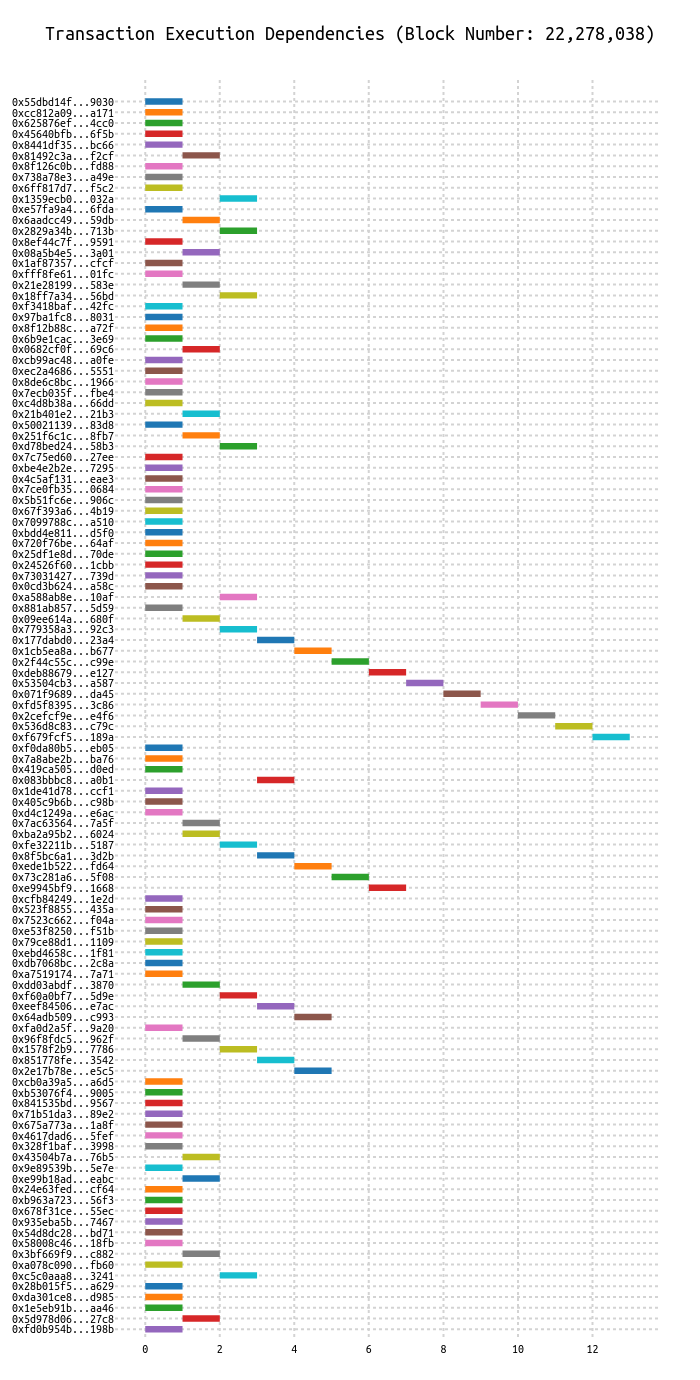 Transaction Execution Dependencies (Block Number: 22,278,038)
0x55dbd14f...9030
0xcc812a09...a171
0x625876ef...4cc0
0x45640bfb...6f5b
0x8441df35...bc66
0x81492c3a...f2cf
0x8f126c0b...fd88
0x738a78e3...a49e
0x6ff817d7...f5c2
0x1359ecb0...032a
0xe57fa9a4...6fda
0x6aadcc49...59db
0x2829a34b...713b
0x8ef44c7f...9591
0x08a5b4e5...3a01
0x1af87357...cfcf
0xfff8fe61...01fc
0x21e28199...583e
0x18ff7a34...56bd
0xf3418baf...42fc
0x97ba1fc8...8031
0x8f12b88c...a72f
0x6b9e1cac...3e69
0x0682cf0f...69c6
0xcb99ac48...a0fe
0xec2a4686...5551
0x8de6c8bc...1966
0x7ecb035f...fbe4
0xc4d8b38a...66dd
0x21b401e2...21b3
0x50021139...83d8
0x251f6c1c...8fb7
0xd78bed24...58b3
0x7c75ed60...27ee
0xbe4e2b2e...7295
0x4c5af131...eae3
0x7ce0fb35...0684
0x5b51fc6e...906c
0x67f393a6...4b19
0x7099788c...a510
0xbdd4e811...d5f0
0x720f76be...64af
0x25df1e8d...70de
0x24526f60...1cbb
0x73031427...739d
0x0cd3b624...a58c
0xa588ab8e...10af
0x881ab857...5d59
0x09ee614a...680f
0x779358a3...92c3
0x177dabd0...23a4
0x1cb5ea8a...b677
0x2f44c55c...c99e
0xdeb88679...e127
0x53504cb3...a587
0x071f9689...da45
0xfd5f8395...3c86
0x2cefcf9e...e4f6
0x536d8c83...c79c
0xf679fcf5...189a
0xf0da80b5...eb05
0x7a8abe2b...ba76
0x419ca505...d0ed
0x083bbbc8...a0b1
0x1de41d78...ccf1
0x405c9b6b...c98b
0xd4c1249a...e6ac
0x7ac63564...7a5f
0xba2a95b2...6024
0xfe32211b...5187
0x8f5bc6a1...3d2b
0xede1b522...fd64
0x73c281a6...5f08
0xe9945bf9...1668
0xcfb84249...1e2d
0x523f8855...435a
0x7523c662...f04a
0xe53f8250...f51b
0x79ce88d1...1109
0xebd4658c...1f81
0xdb7068bc...2c8a
0xa7519174...7a71
0xdd03abdf...3870
0xf60a0bf7...5d9e
0xeef84506...e7ac
0x64adb509...c993
0xfa0d2a5f...9a20
0x96f8fdc5...962f
0x1578f2b9...7786
0x851778fe...3542
0x2e17b78e...e5c5
0xcb0a39a5...a6d5
0xb53076f4...9005
0x841535bd...9567
0x71b51da3...89e2
0x675a773a...1a8f
0x4617dad6...5fef
0x328f1baf...3998
0x43504b7a...76b5
0x9e89539b...5e7e
0xe99b18ad...eabc
0x24e63fed...cf64
0xb963a723...56f3
0x678f31ce...55ec
0x935eba5b...7467
0x54d8dc28...bd71
0x58008c46...18fb
0x3bf669f9...c882
0xa078c090...fb60
0xc5c0aaa8...3241
0x28b015f5...a629
0xda301ce8...d985
0x1e5eb91b...aa46
0x5d978d06...27c8
0xfd0b954b...198b
0 2 4 6 8 10 12